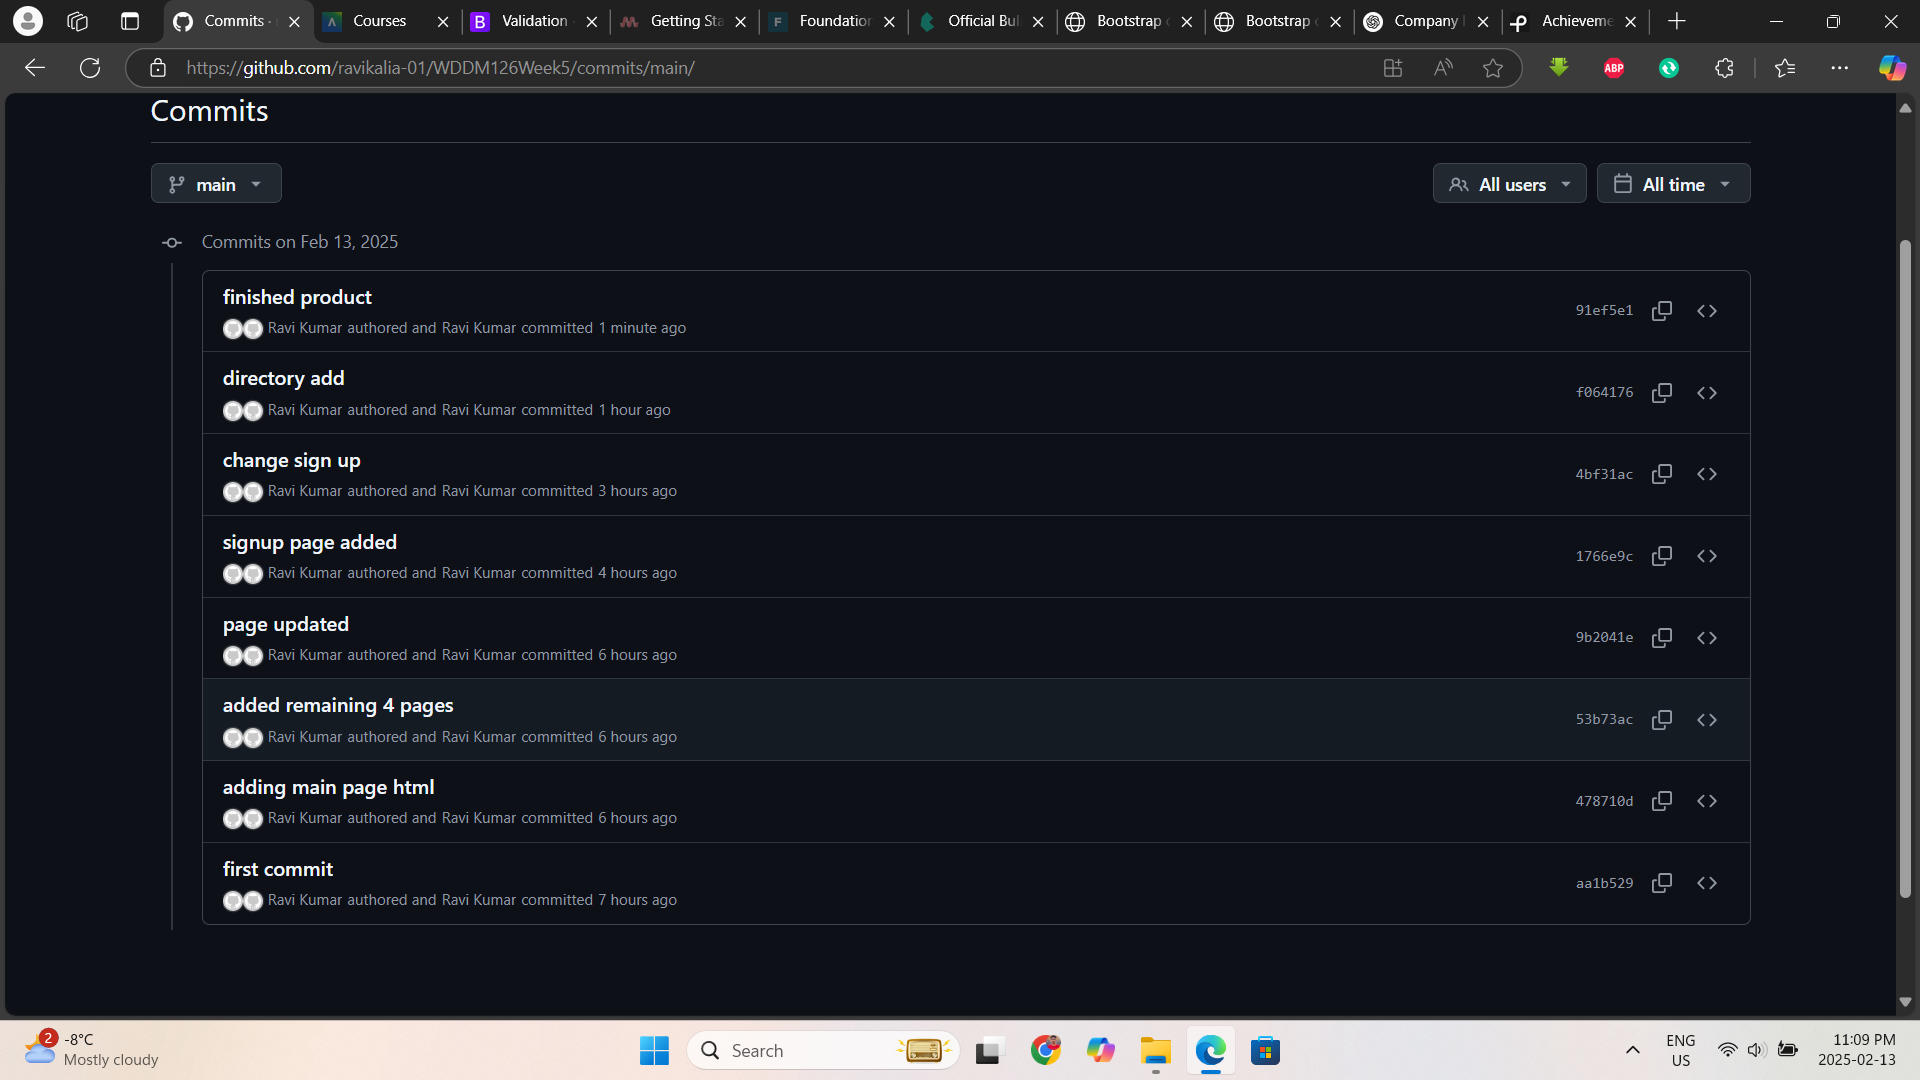 Commits ·
Courses
Validation
Getting Sta
Foundation
Official Bul
Bootstrap
Bootstrap
Company
Achieveme
https://github.com/ravikalia-01/WDDM126Week5/commits/main/
ABP
Commits
main
All users
All time
Commits on Feb 13, 2025
finished product
Ravi Kumar authored and Ravi Kumar committed 1 minute ago
91ef5e1
directory add
Ravi Kumar authored and Ravi Kumar committed 1 hour ago
f064176
change sign up
Ravi Kumar authored and Ravi Kumar committed 3 hours ago
4bf31ac
signup page added
Ravi Kumar authored and Ravi Kumar committed 4 hours ago
1766e9c
page updated
Ravi Kumar authored and Ravi Kumar committed 6 hours ago
9b2041e
added remaining 4 pages
Ravi Kumar authored and Ravi Kumar committed 6 hours ago
53b73ac
adding main page html
Ravi Kumar authored and Ravi Kumar committed 6 hours ago
478710d
first commit
Ravi Kumar authored and Ravi Kumar committed 7 hours ago
aa1b529
2
-8°C
Mostly cloudy
Search
ENG
US
11:09 PM
2025-02-13